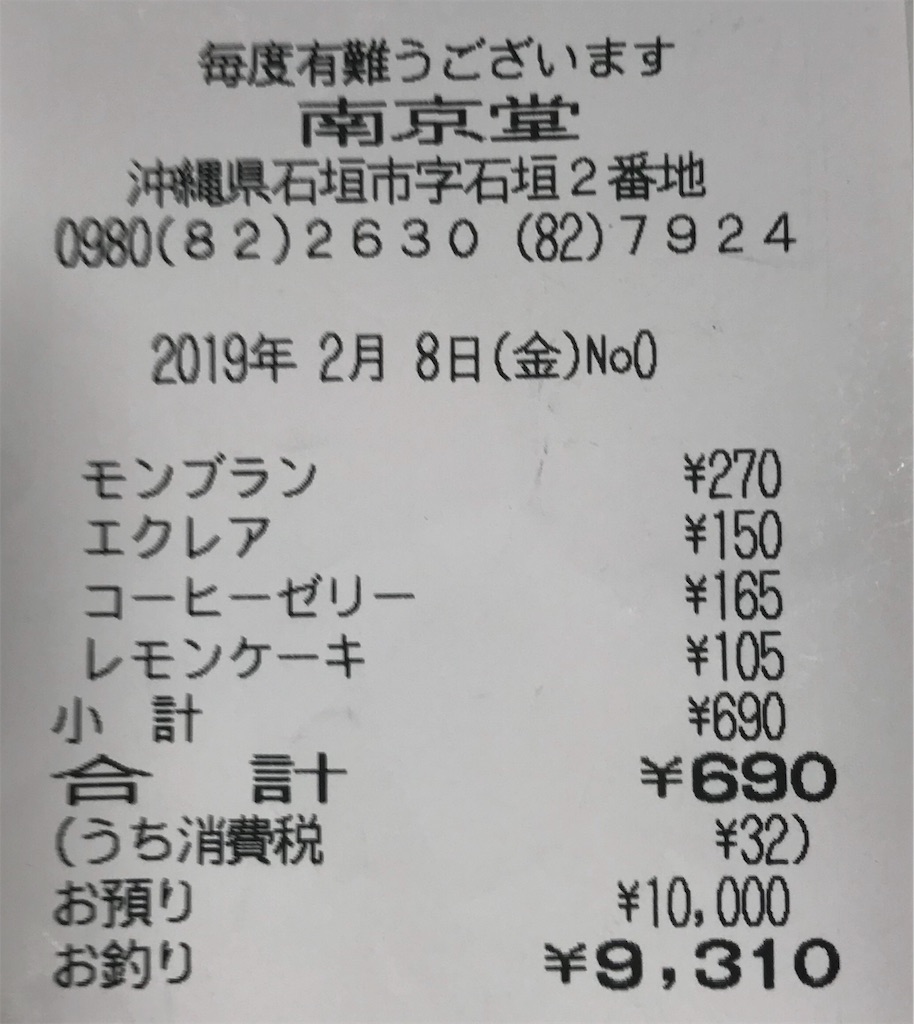 毎度有難うございます
南京堂
沖縄県石垣市字石垣２番地
0980(８２)２６３０ (82)７９２４
2019年 2月 8日(金)No0
モンブラン ¥270
エクレア ¥150
コーヒーゼリー ¥165
レモンケーキ ¥105
小 計 ¥690
合 計 ¥690
(うち消費税 ¥32)
お預り ¥10,000
お釣り ¥9,310